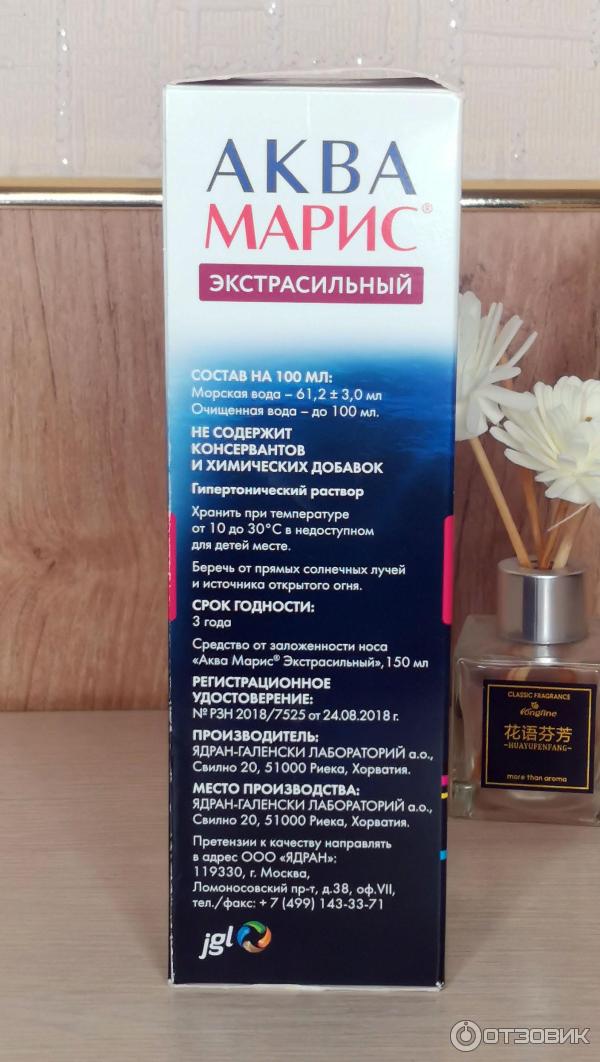 АКВА
МАРИС®
ЭКСТРАСИЛЬНЫЙ
СОСТАВ НА 100 МЛ:
Морская вода – 61,2 ± 3,0 мл
Очищенная вода – до 100 мл.
НЕ СОДЕРЖИТ
КОНСЕРВАНТОВ
И ХИМИЧЕСКИХ ДОБАВОК
Гипертонический раствор
Хранить при температуре
от 10 до 30°С в недоступном
для детей месте.
Беречь от прямых солнечных лучей
и источника открытого огня.
СРОК ГОДНОСТИ:
3 года
Средство от заложенности носа
«Аква Марис® Экстрасильный», 150 мл
РЕГИСТРАЦИОННОЕ
УДОСТОВЕРЕНИЕ:
№ РЗН 2018/7525 от 24.08.2018 г.
ПРОИЗВОДИТЕЛЬ:
ЯДРАН-ГАЛЕНСКИ ЛАБОРАТОРИЙ а.о.,
Свилно 20, 51000 Риека, Хорватия.
МЕСТО ПРОИЗВОДСТВА:
ЯДРАН-ГАЛЕНСКИ ЛАБОРАТОРИЙ а.о.,
Свилно 20, 51000 Риека, Хорватия.
Претензии к качеству направлять
в адрес ООО «ЯДРАН»:
119330, г. Москва,
Ломоносовский пр-т, д.38, оф.VII,
тел./факс: + 7 (499) 143-33-71
jgl
CLASSIC FRAGRANCE
花语芬芳
-HUAYUFENFANG-
more than aroma
ОТЗОВИК